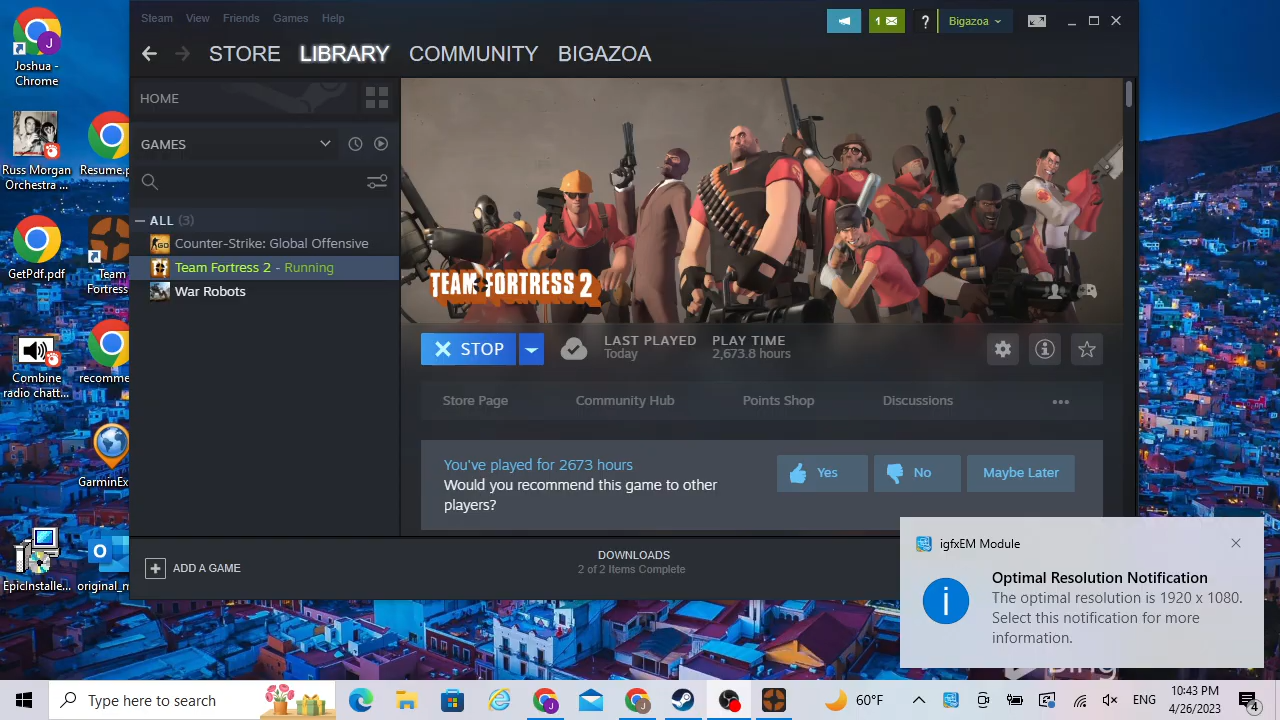 Joshua -
Chrome
Russ Morgan
Orchestra ...
Resume.p
GetPdf.pdf
Team
Fortress
Combine
radio chatt...
recomme
GarminEx
EpicInstalle...
original_m
Steam View Friends Games Help
1
?
Bigazoa
STORE LIBRARY COMMUNITY BIGAZOA
HOME
GAMES
ALL (3)
Counter-Strike: Global Offensive
Team Fortress 2 - Running
War Robots
TEAM FORTRESS 2
STOP
LAST PLAYED
Today
PLAY TIME
2,673.8 hours
Store Page Community Hub Points Shop Discussions
You've played for 2673 hours
Would you recommend this game to other
players?
Yes
No
Maybe Later
ADD A GAME
DOWNLOADS
2 of 2 Items Complete
igfxEM Module
Optimal Resolution Notification
The optimal resolution is 1920 x 1080.
Select this notification for more
information.
Type here to search
60°F
ENG
10:43 PM
4/26/2023
4